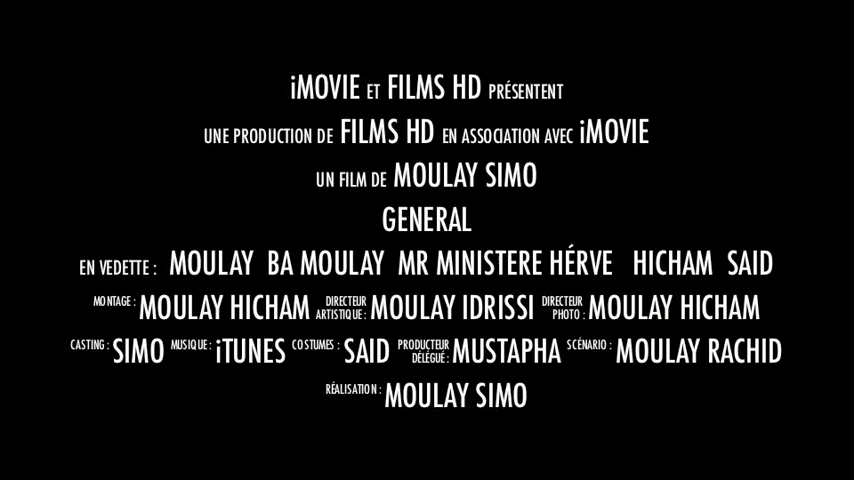 iMOVIE ET FILMS HD PRÉSENTENT
UNE PRODUCTION DE FILMS HD EN ASSOCIATION AVEC iMOVIE
UN FILM DE MOULAY SIMO
GENERAL
EN VEDETTE : MOULAY BA MOULAY MR MINISTERE HÉRVE HICHAM SAID
MONTAGE : MOULAY HICHAM DIRECTEUR ARTISTIQUE : MOULAY IDRISSI DIRECTEUR PHOTO : MOULAY HICHAM
CASTING : SIMO MUSIQUE : iTUNES COSTUMES : SAID PRODUCTEUR DÉLÉGUÉ : MUSTAPHA SCÉNARIO : MOULAY RACHID
RÉALISATION : MOULAY SIMO